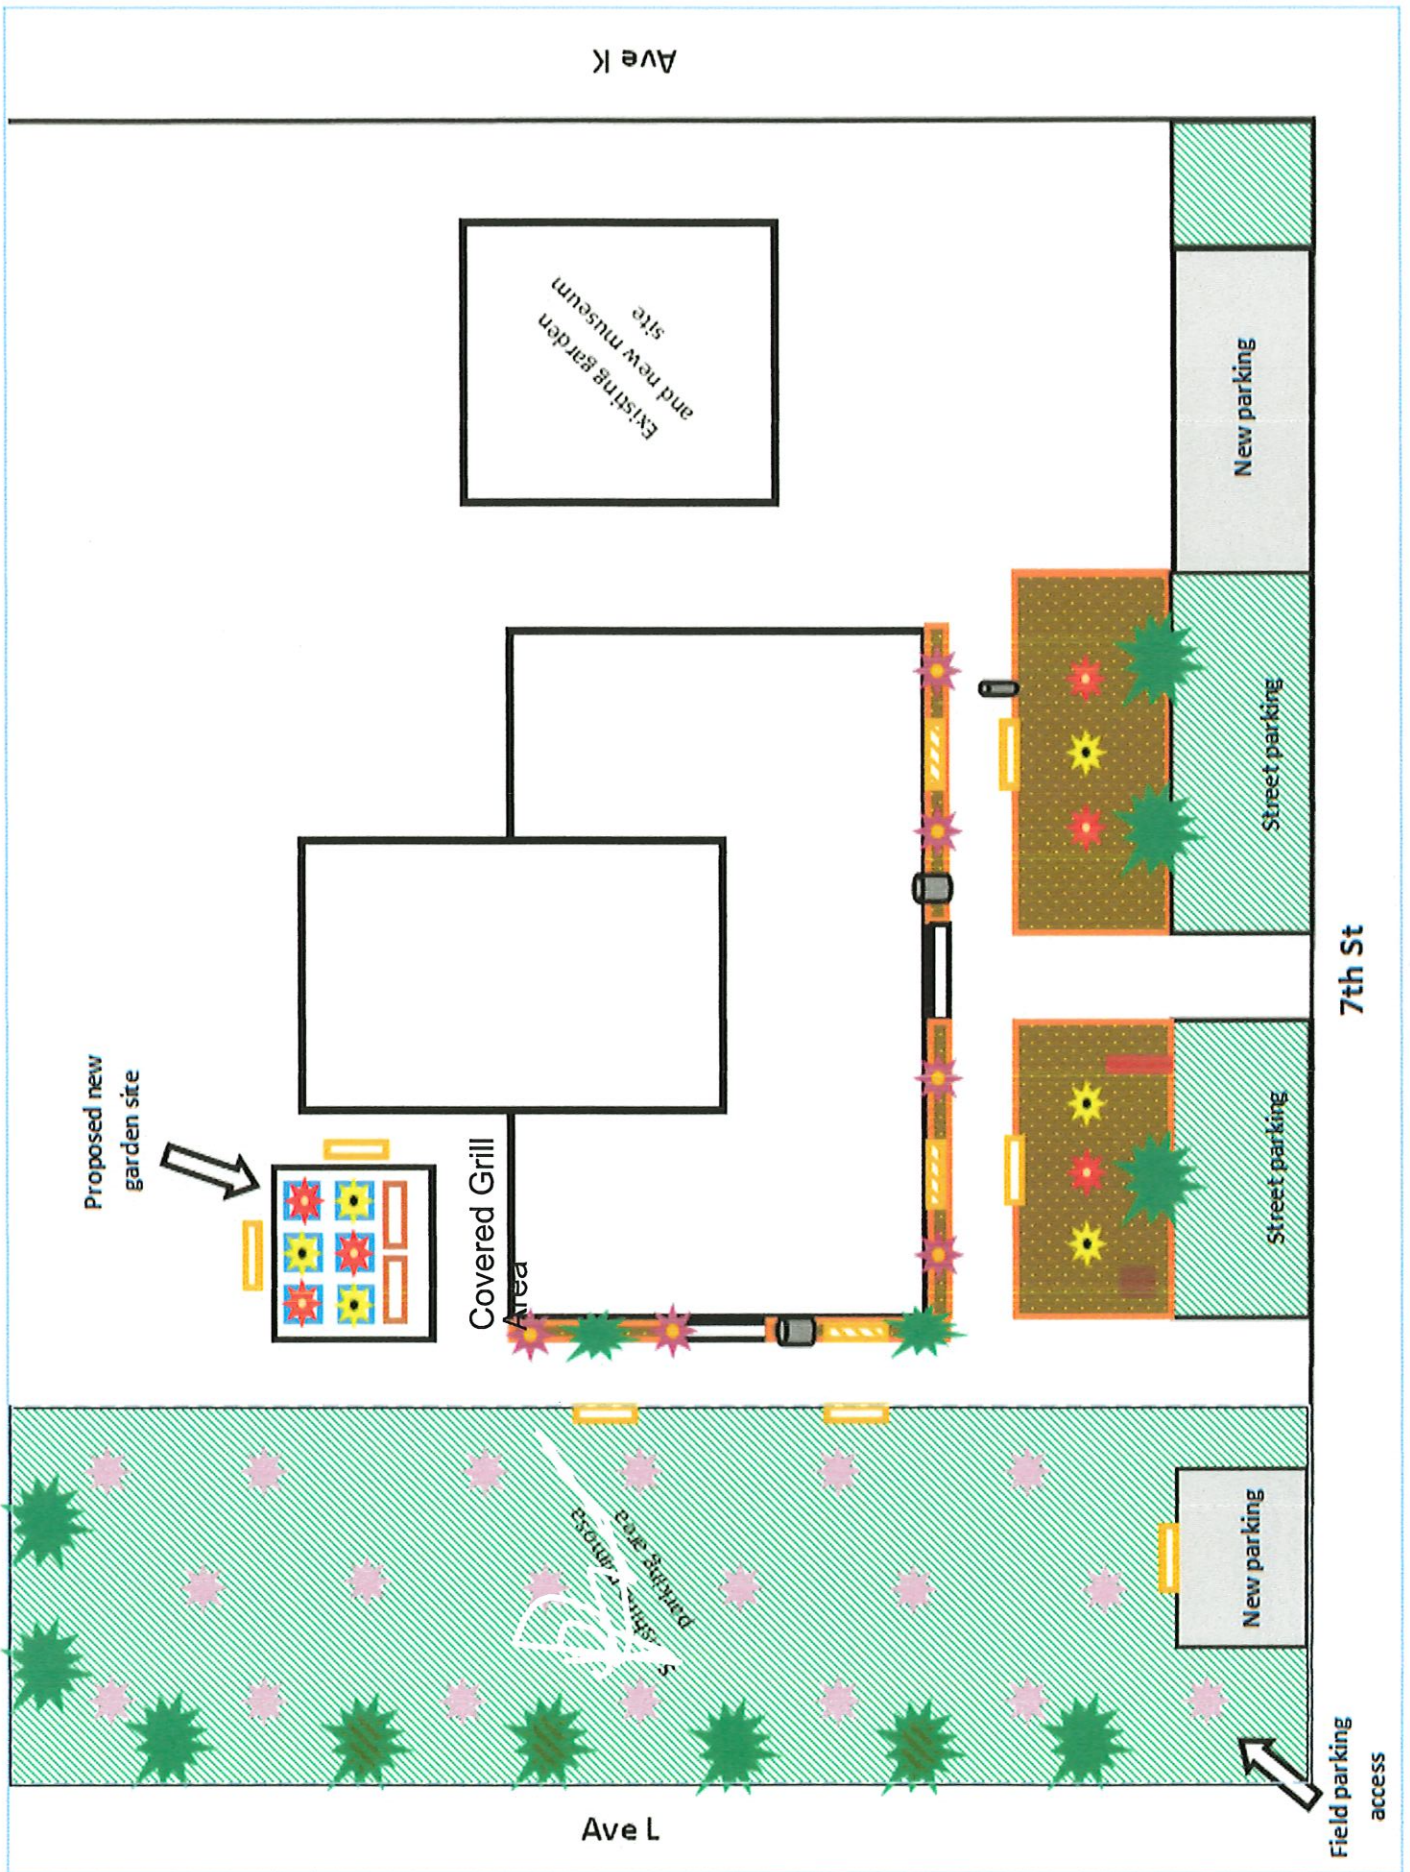 Ave K
Existing garden
and new museum
site
New parking
Street parking
7th St
Proposed new
garden site
Covered Grill
Area
Street parking
parking area
New parking
Field parking
access
Ave L